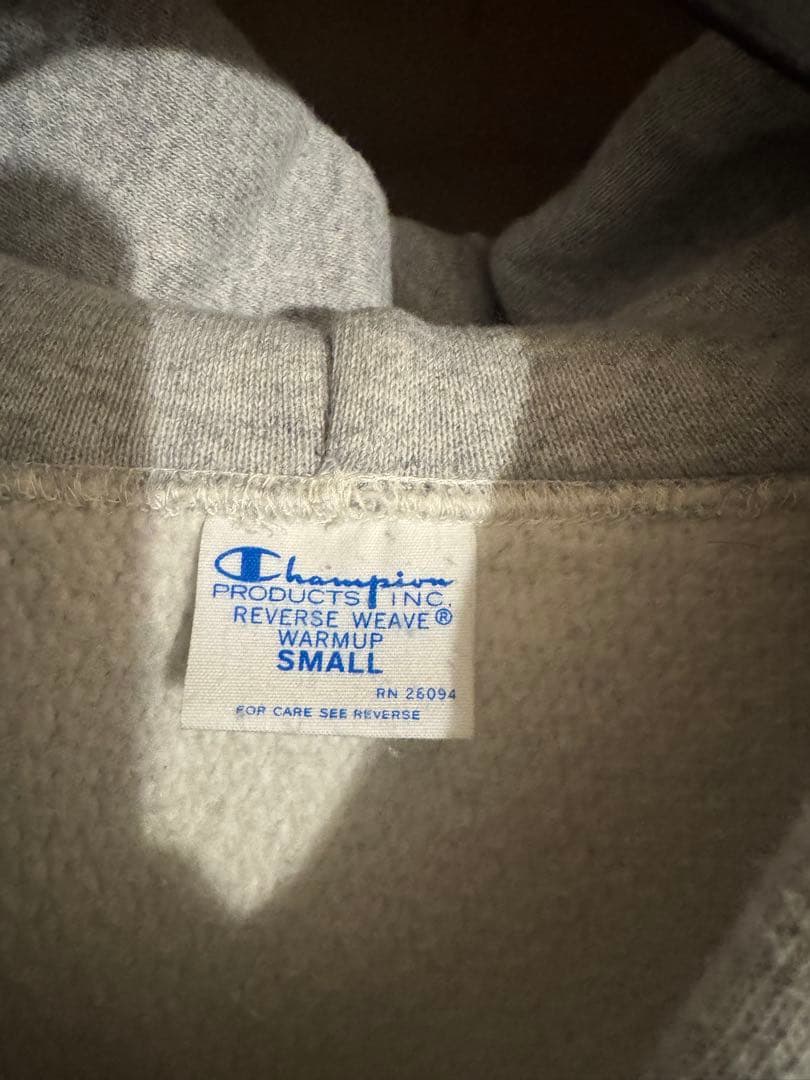 Champion
PRODUCTS INC.
REVERSE WEAVE®
WARMUP
SMALL
RN 26094
FOR CARE SEE REVERSE